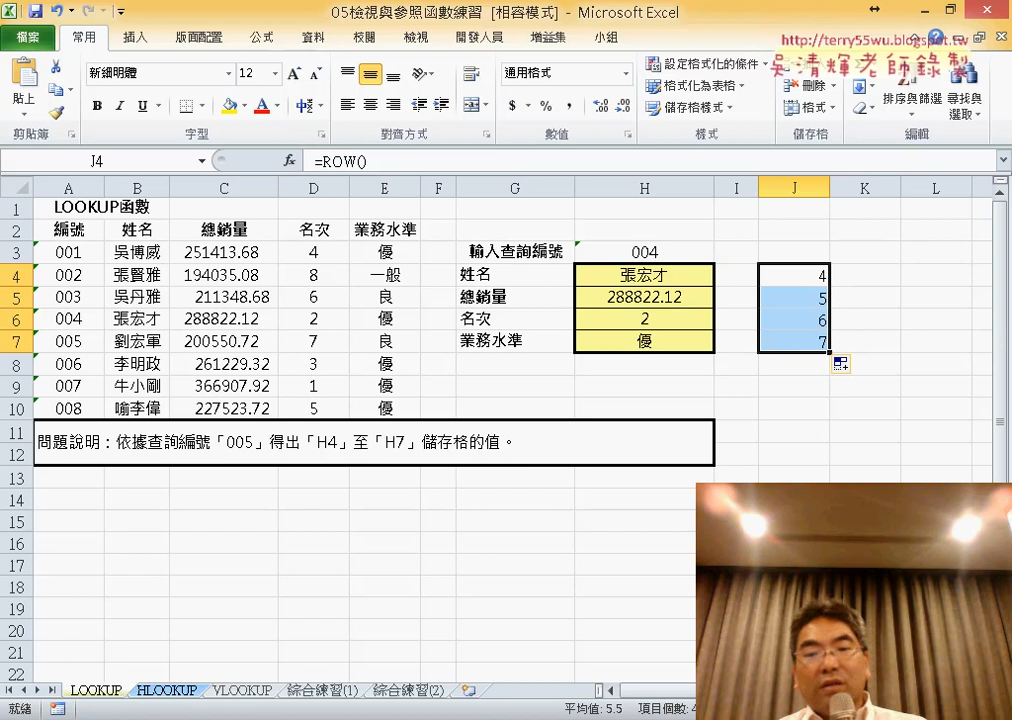 05檢視與參照函數練習 [相容模式] - Microsoft Excel
檔案 常用 插入 版面配置 公式 資料 校閱 檢視 開發人員 增益集 小組
http://terry55wu.blogspot.tw
吳清輝老師錄製
貼上
新細明體 12
通用格式
設定格式化的條件
格式化為表格
儲存格樣式
刪除
格式
排序與篩選 尋找與選取
剪貼簿 字型 對齊方式 數值 樣式 儲存格 編輯
J4 fx =ROW()
A B C D E F G H I J K L
1 LOOKUP函數
2 編號 姓名 總銷量 名次 業務水準
3 001 吳博威 251413.68 4 優 輸入查詢編號 004
4 002 張賢雅 194035.08 8 一般 姓名 張宏才 4
5 003 吳丹雅 211348.68 6 良 總銷量 288822.12 5
6 004 張宏才 288822.12 2 優 名次 2 6
7 005 劉宏軍 200550.72 7 良 業務水準 優 7
8 006 李明政 261229.32 3 優
9 007 牛小剛 366907.92 1 優
10 008 喻李偉 227523.72 5 優
11 問題說明：依據查詢編號「005」得出「H4」至「H7」儲存格的值。
12
13
14
15
16
17
18
19
20
21
22
LOOKUP HLOOKUP VLOOKUP 綜合練習(1) 綜合練習(2)
就緒 平均值: 5.5 項目個數: